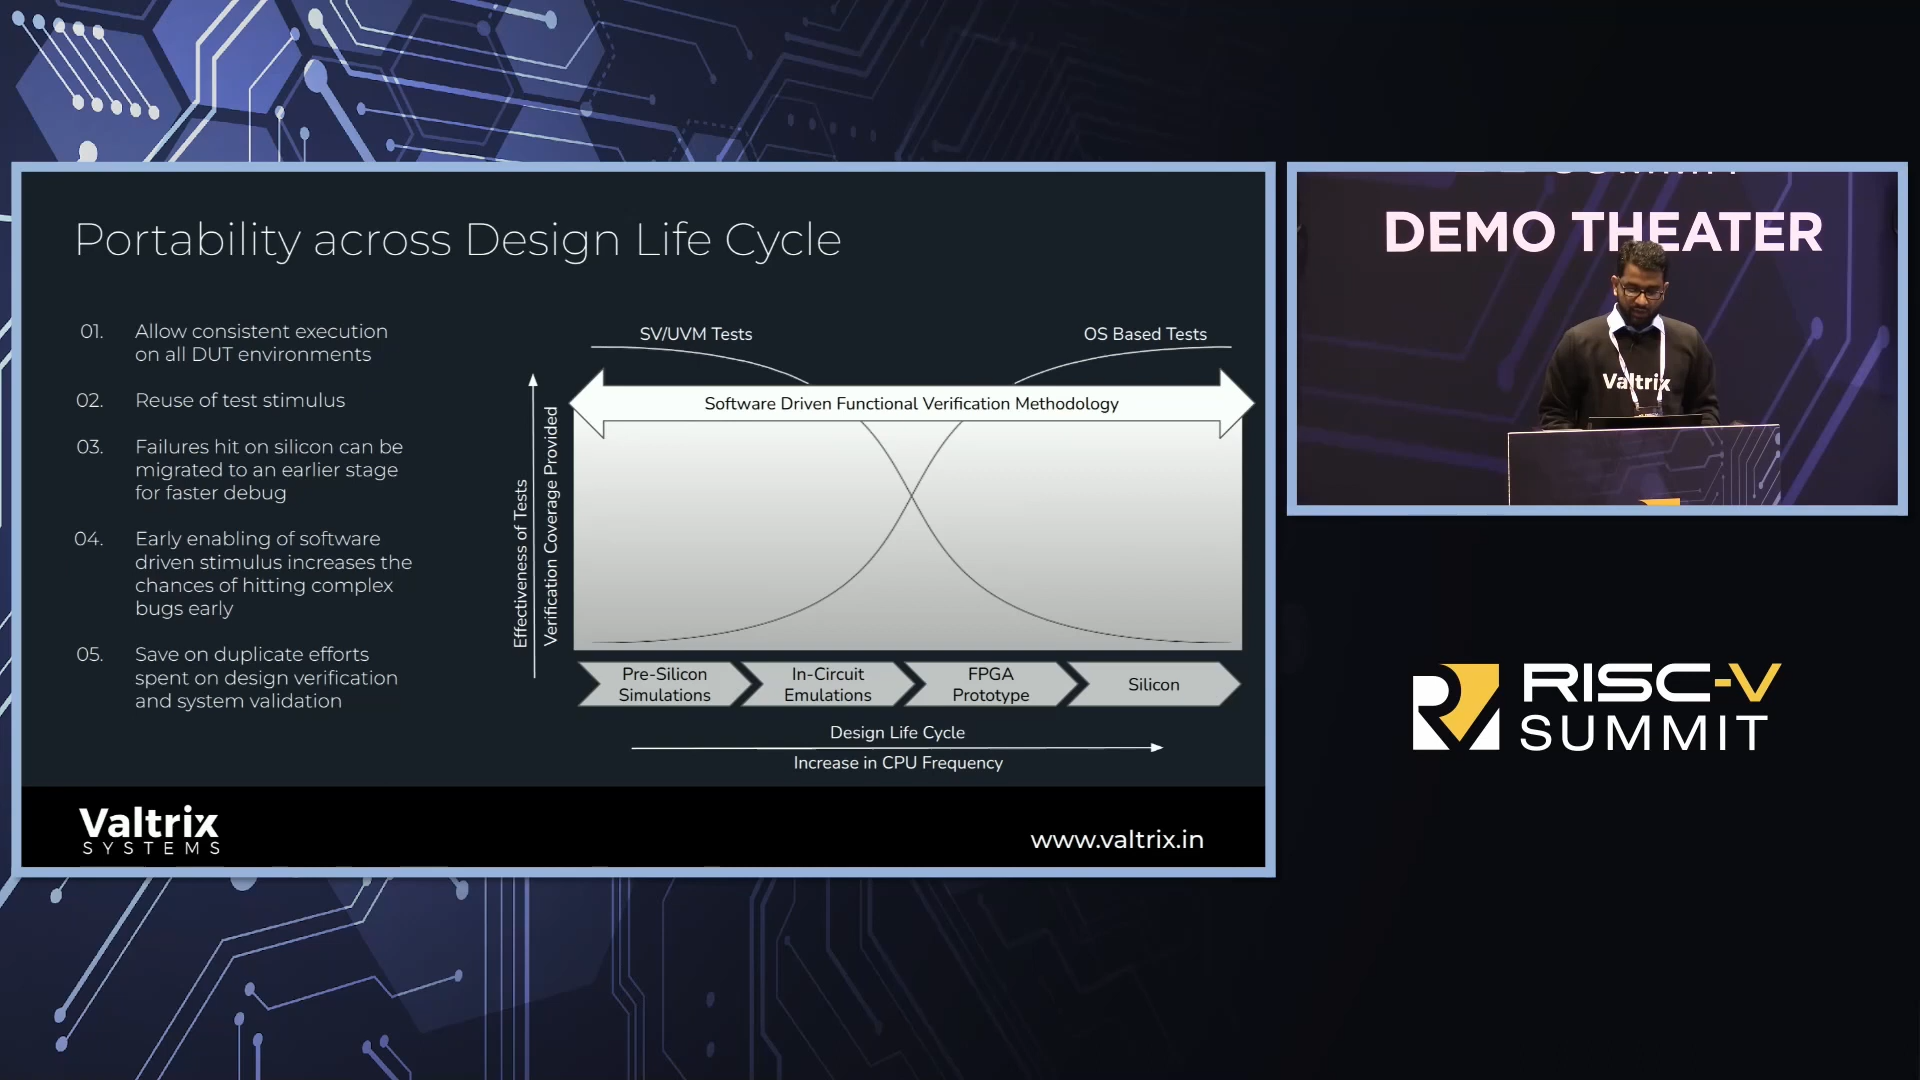 Portability across Design Life Cycle
01. Allow consistent execution
on all DUT environments
02. Reuse of test stimulus
03. Failures hit on silicon can be
migrated to an earlier stage
for faster debug
04. Early enabling of software
driven stimulus increases the
chances of hitting complex
bugs early
05. Save on duplicate efforts
spent on design verification
and system validation
SV/UVM Tests
OS Based Tests
Software Driven Functional Verification Methodology
Effectiveness of Tests
Verification Coverage Provided
Pre-Silicon
Simulations
In-Circuit
Emulations
FPGA
Prototype
Silicon
Design Life Cycle
Increase in CPU Frequency
Valtrix
SYSTEMS
www.valtrix.in
DEMO THEATER
Valtrix
RISC-V
SUMMIT